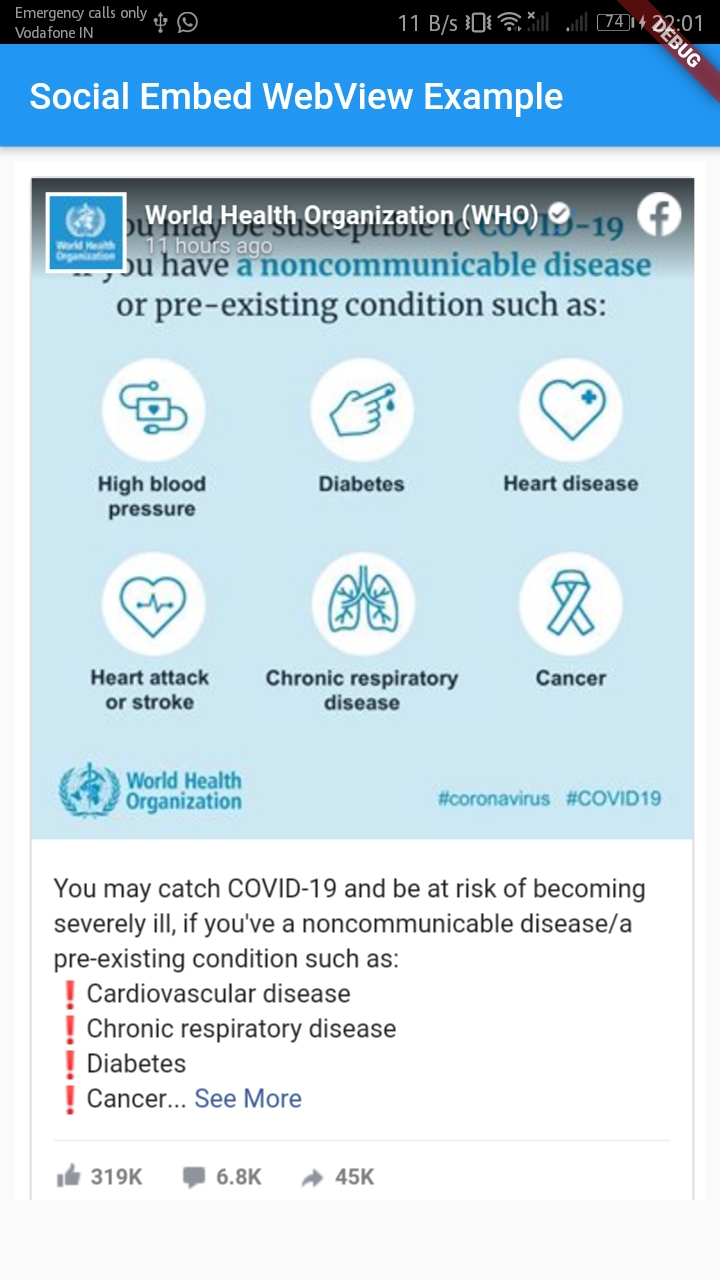 Emergency calls only
Vodafone IN
11 B/s
74
22:01
DEBUG
Social Embed WebView Example
World Health Organization (WHO)
11 hours ago
World Health
Organization
you may be susceptible to COVID-19
if you have a noncommunicable disease
or pre-existing condition such as:
High blood
pressure
Diabetes
Heart disease
Heart attack
or stroke
Chronic respiratory
disease
Cancer
World Health
Organization
#coronavirus #COVID19
You may catch COVID-19 and be at risk of becoming
severely ill, if you've a noncommunicable disease/a
pre-existing condition such as:
❗ Cardiovascular disease
❗ Chronic respiratory disease
❗ Diabetes
❗ Cancer... See More
319K
6.8K
45K